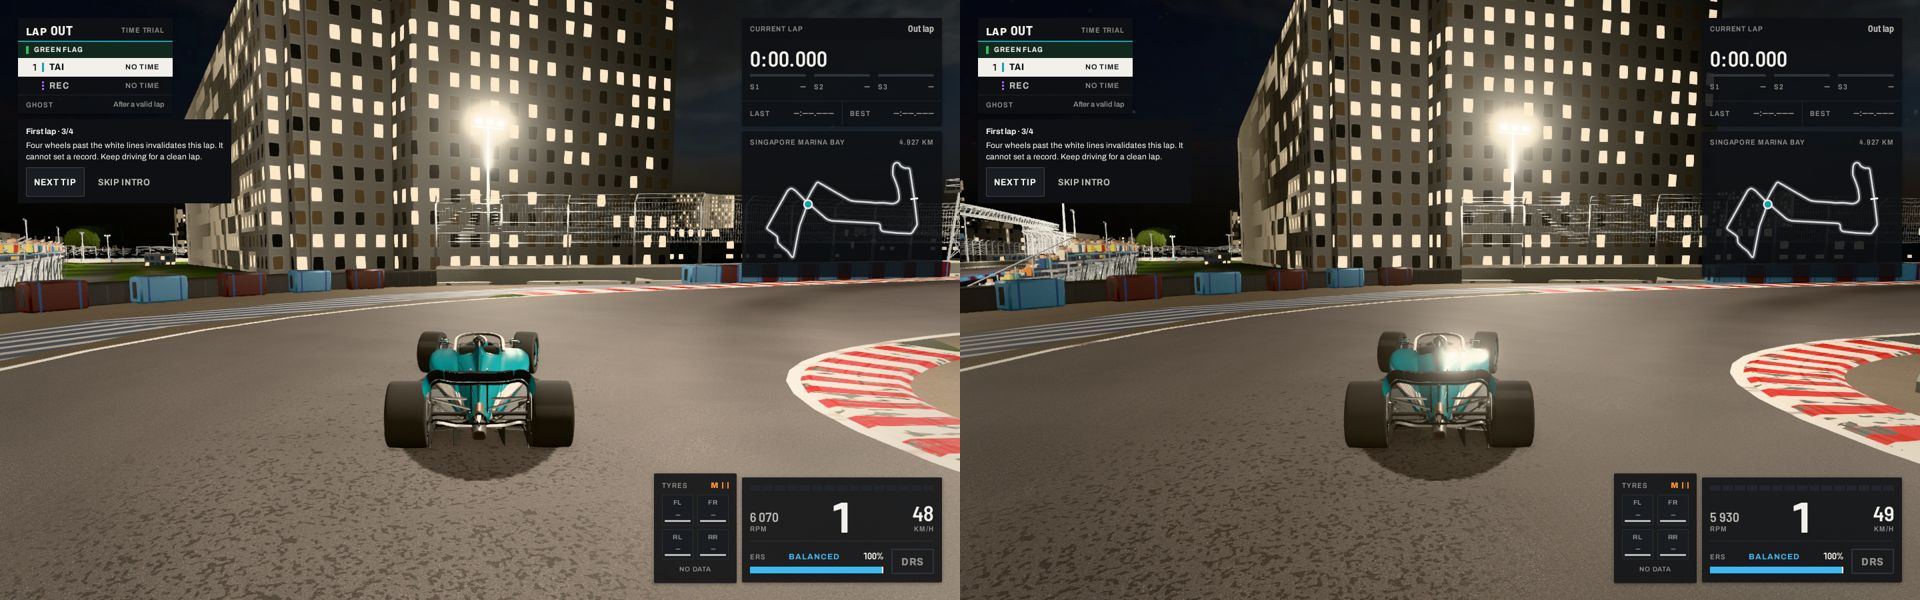 LAP OUT TIME TRIAL
GREEN FLAG
1 TAI NO TIME
REC NO TIME
GHOST After a valid lap
First lap · 3/4
Four wheels past the white lines invalidates this lap. It
cannot set a record. Keep driving for a clean lap.
NEXT TIP SKIP INTRO
CURRENT LAP Out lap
0:00.000
S1 – S2 – S3 –
LAST –:––.––– BEST –:––.–––
SINGAPORE MARINA BAY 4.927 KM
TYRES M
FL – FR –
RL – RR –
NO DATA
6 070 RPM 1 48 KM/H
ERS BALANCED 100% DRS
LAP OUT TIME TRIAL
GREEN FLAG
1 TAI NO TIME
REC NO TIME
GHOST After a valid lap
First lap · 3/4
Four wheels past the white lines invalidates this lap. It
cannot set a record. Keep driving for a clean lap.
NEXT TIP SKIP INTRO
CURRENT LAP Out lap
0:00.000
S1 – S2 – S3 –
LAST –:––.––– BEST –:––.–––
SINGAPORE MARINA BAY 4.927 KM
TYRES M
FL – FR –
RL – RR –
NO DATA
5 930 RPM 1 49 KM/H
ERS BALANCED 100% DRS